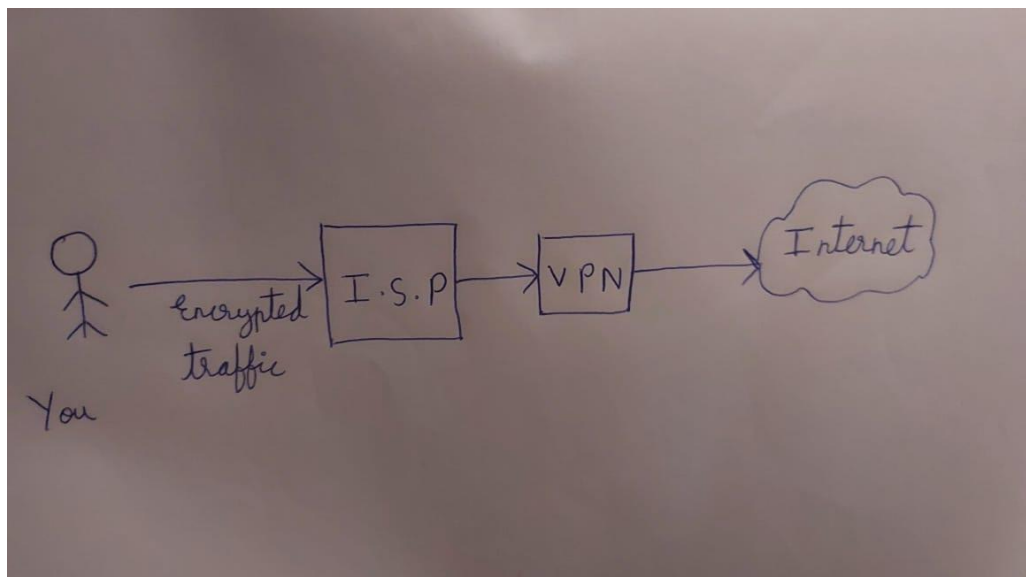 You
Encrypted
traffic
I.S.P
VPN
Internet